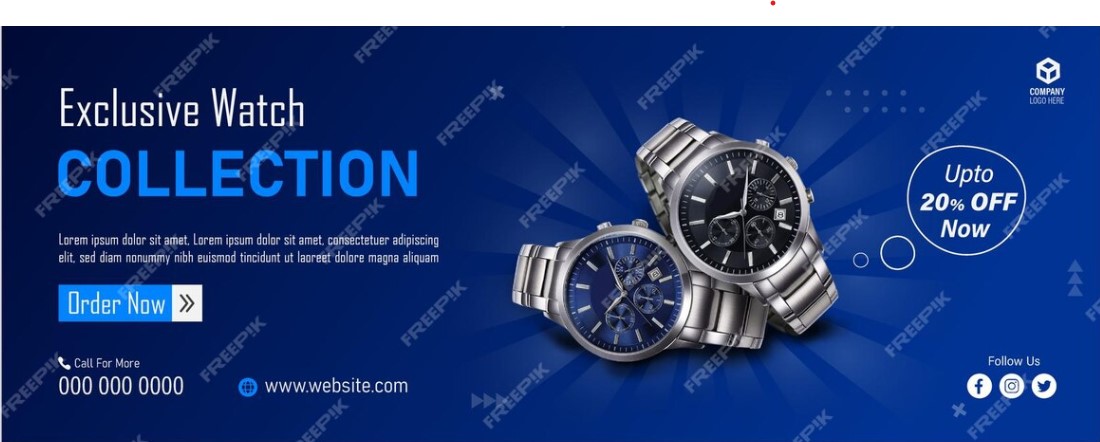 Exclusive Watch
COLLECTION
Lorem ipsum dolor sit amet, Lorem ipsum dolor sit amet, consectetuer adipiscing
elit, sed diam nonummy nibh euismod tincidunt ut laoreet dolore magna aliquam
Order Now
Call For More
000 000 0000
www.website.com
COMPANY
LOGO HERE
Upto
20% OFF
Now
Follow Us
FREEPIK